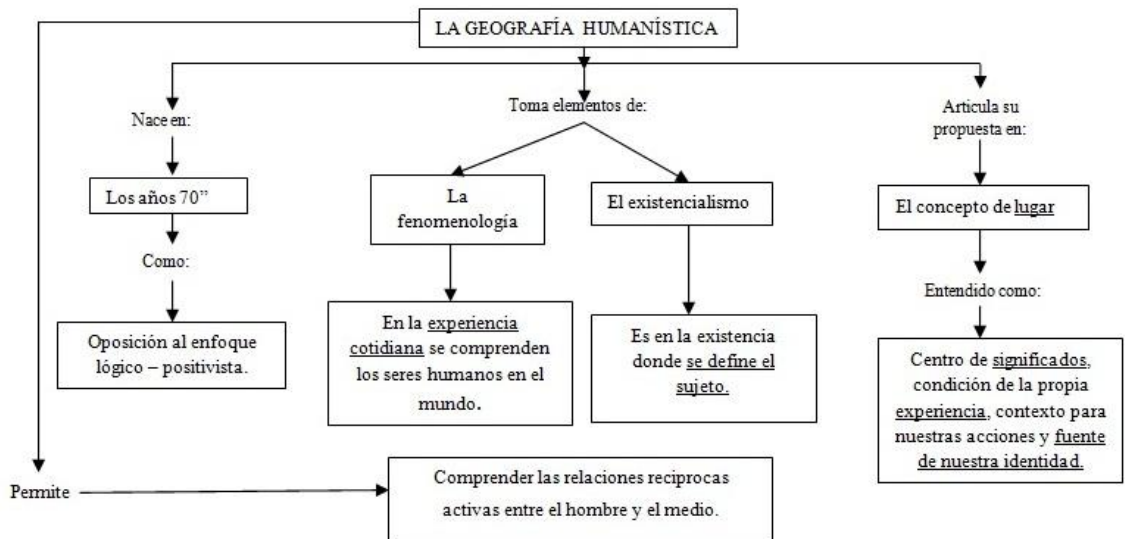 LA GEOGRAFÍA HUMANÍSTICA
Nace en:
Los años 70”
Como:
Oposición al enfoque
lógico – positivista.
Toma elementos de:
La
fenomenología
En la experiencia
cotidiana se comprenden
los seres humanos en el
mundo.
El existencialismo
Es en la existencia
donde se define el
sujeto.
Articula su
propuesta en:
El concepto de lugar
Entendido como:
Centro de significados,
condición de la propia
experiencia, contexto para
nuestras acciones y fuente
de nuestra identidad.
Permite
Comprender las relaciones reciprocas
activas entre el hombre y el medio.